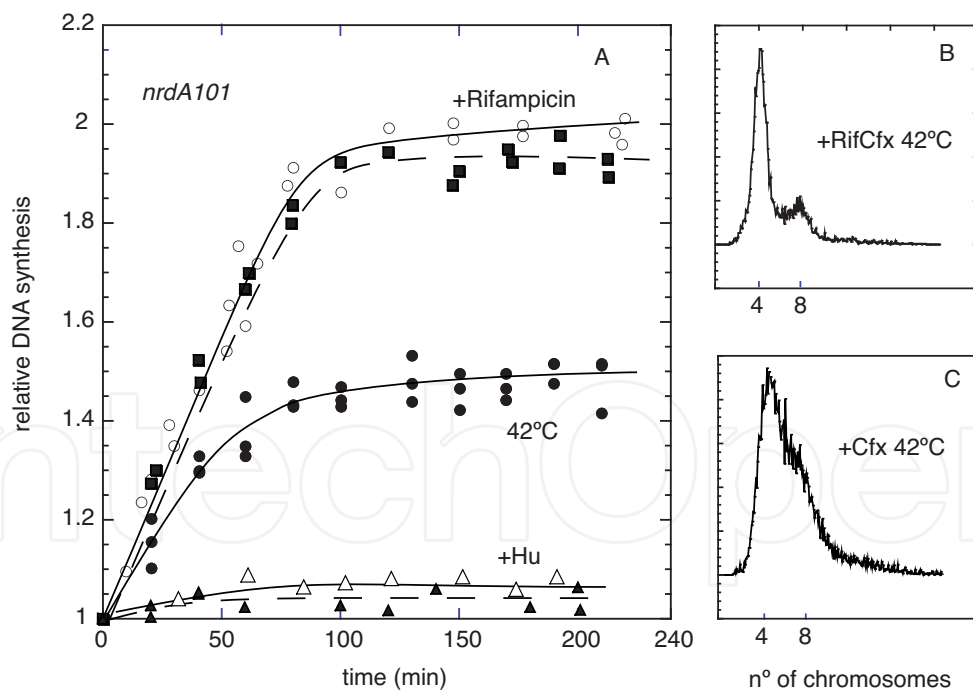 2.2
2
1.8
1.6
1.4
1.2
1
relative DNA synthesis
nrdA101
A
+Rifampicin
42ºC
+Hu
0
50
100
150
200
240
time (min)
B
+RifCfx 42ºC
4
8
C
+Cfx 42ºC
4
8
nº of chromosomes
ntechOpe